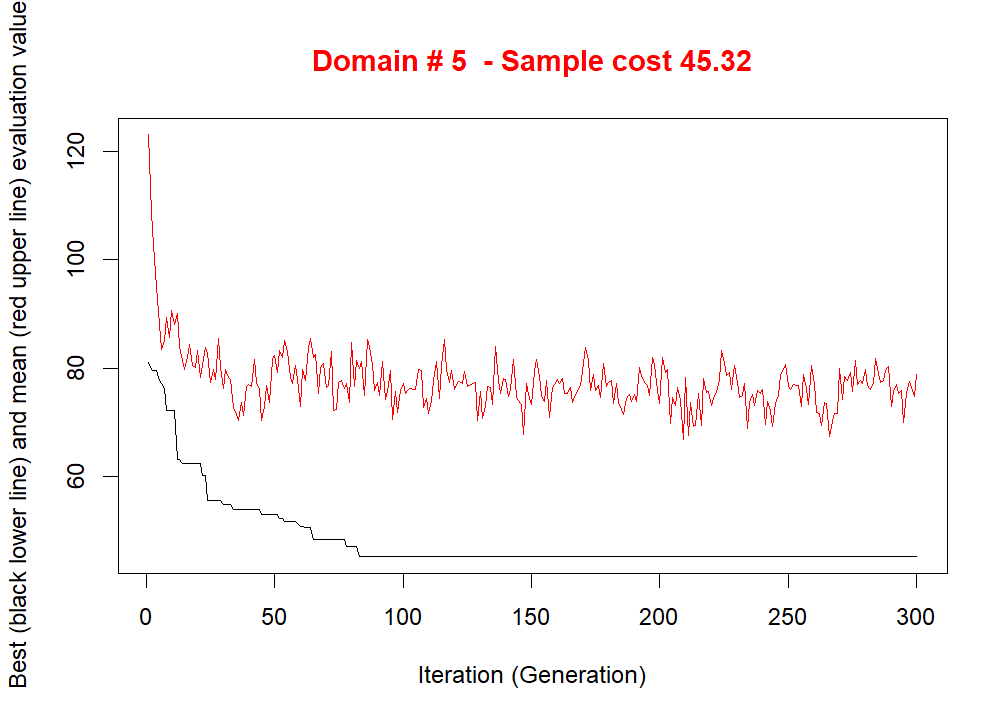 Domain # 5  - Sample cost 45.32
Best (black lower line) and mean (red upper line) evaluation value
120
100
80
60
0 50 100 150 200 250 300
Iteration (Generation)